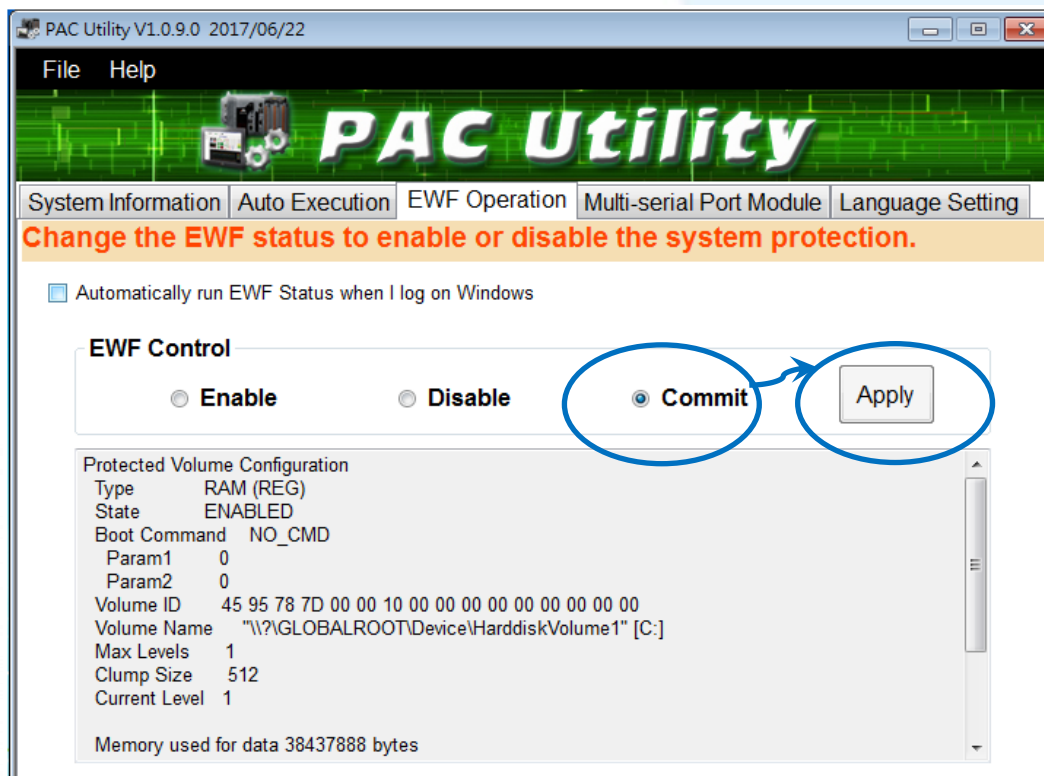 PAC Utility V1.0.9.0 2017/06/22
File Help
PAC Utility
System Information Auto Execution EWF Operation Multi-serial Port Module Language Setting
Change the EWF status to enable or disable the system protection.
Automatically run EWF Status when I log on Windows
EWF Control
Enable Disable Commit Apply
Protected Volume Configuration
Type RAM (REG)
State ENABLED
Boot Command NO_CMD
Param1 0
Param2 0
Volume ID 45 95 78 7D 00 00 10 00 00 00 00 00 00 00 00 00
Volume Name "\\?\GLOBALROOT\Device\HarddiskVolume1" [C:]
Max Levels 1
Clump Size 512
Current Level 1
Memory used for data 38437888 bytes